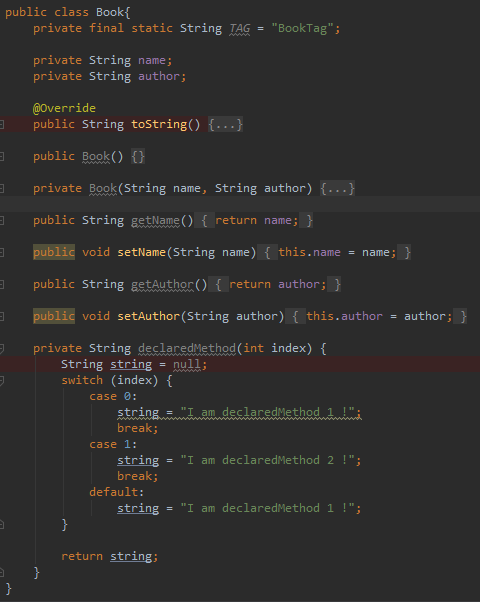 public class Book{
private final static String TAG = "BookTag";
private String name;
private String author;
@Override
public String toString() {...}
public Book() {}
private Book(String name, String author) {...}
public String getName() { return name; }
public void setName(String name) { this.name = name; }
public String getAuthor() { return author; }
public void setAuthor(String author) { this.author = author; }
private String declaredMethod(int index) {
String string = null;
switch (index) {
case 0:
string = "I am declaredMethod 1 !";
break;
case 1:
string = "I am declaredMethod 2 !";
break;
default:
string = "I am declaredMethod 1 !";
}
return string;
}
}